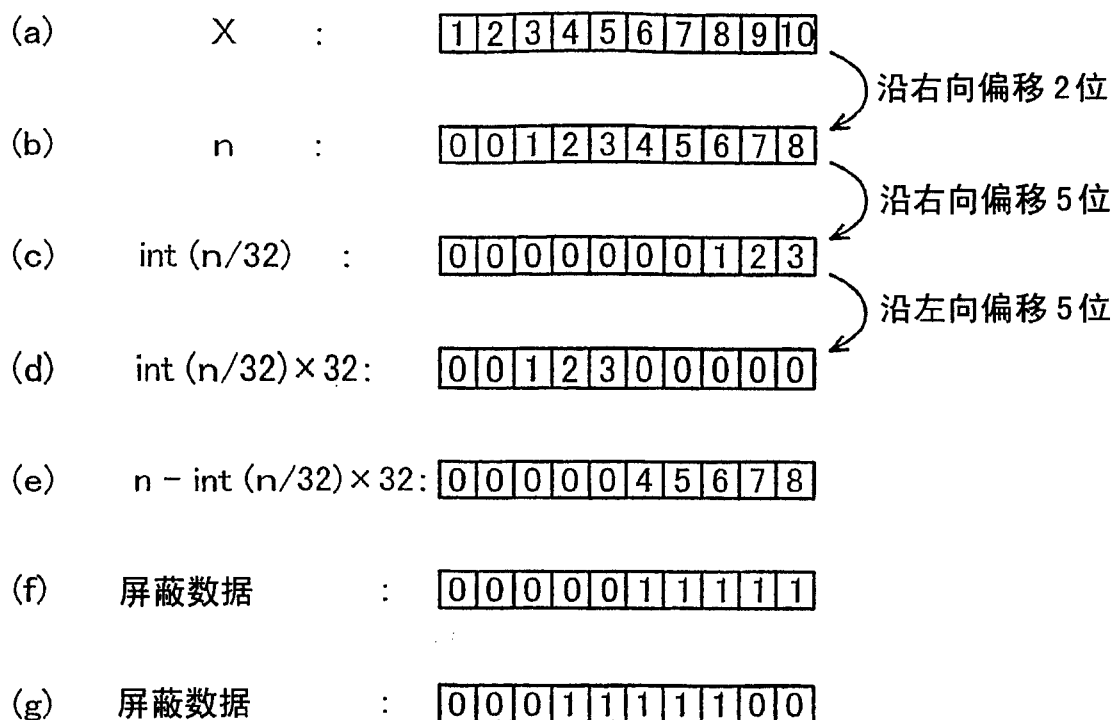 (a) X : 1 2 3 4 5 6 7 8 9 10
沿右向偏移 2 位
(b) n : 0 0 1 2 3 4 5 6 7 8
沿右向偏移 5 位
(c) int (n/32) : 0 0 0 0 0 0 0 1 2 3
沿左向偏移 5 位
(d) int (n/32) × 32: 0 0 1 2 3 0 0 0 0 0
(e) n - int (n/32) × 32: 0 0 0 0 0 4 5 6 7 8
(f) 屏蔽数据 : 0 0 0 0 0 1 1 1 1 1
(g) 屏蔽数据 : 0 0 0 1 1 1 1 1 0 0